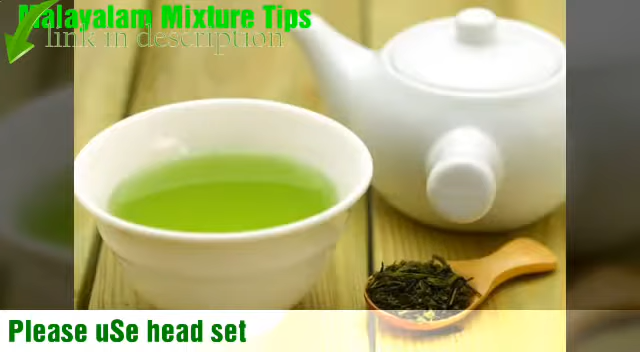 Malayalam Mixture Tips
link in description
Please uSe head set